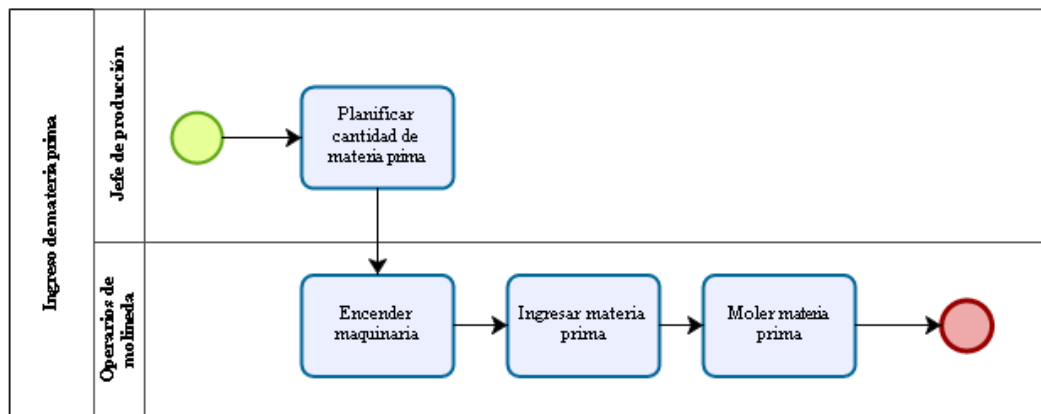 Ingreso de materia prima
Jefe de producción
Planificar
cantidad de
materia prima
Operarios de
molineda
Encender
maquinaria
Ingresar materia
prima
Moler materia
prima